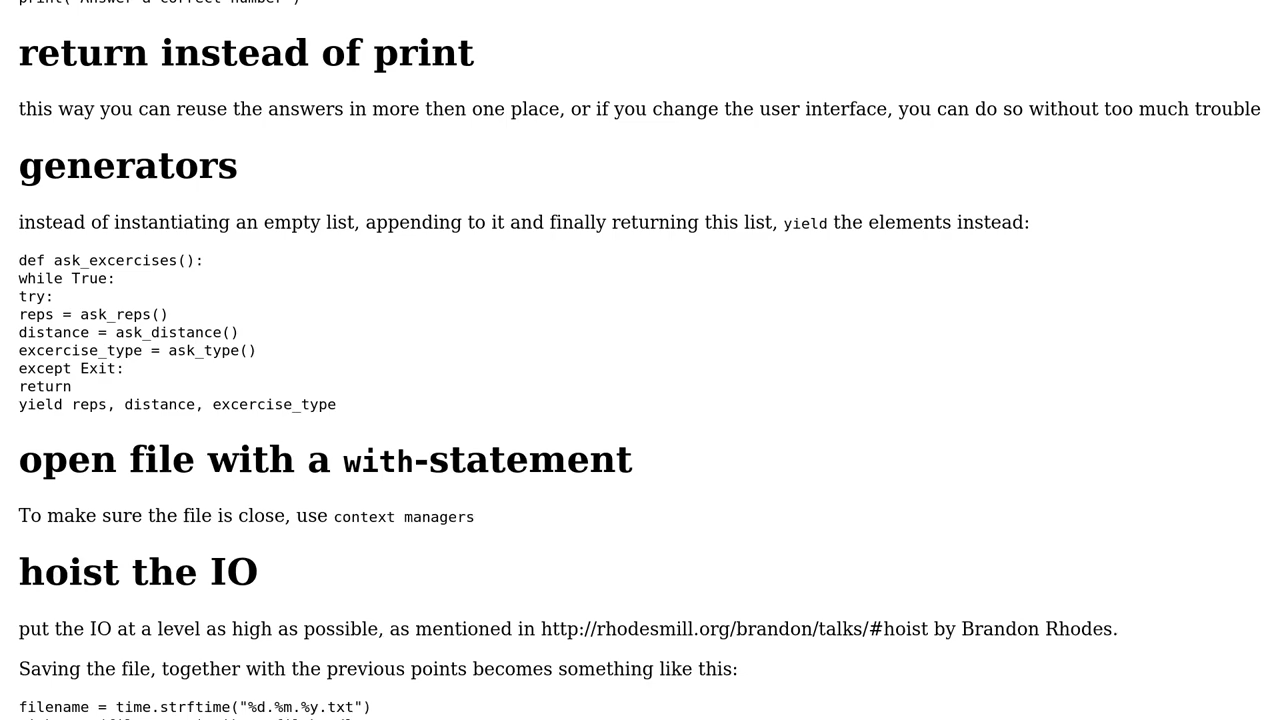 print("Answer a correct number")
return instead of print
this way you can reuse the answers in more then one place, or if you change the user interface, you can do so without too much trouble
generators
instead of instantiating an empty list, appending to it and finally returning this list, yield the elements instead:
def ask_excercises():
while True:
try:
reps = ask_reps()
distance = ask_distance()
excercise_type = ask_type()
except Exit:
return
yield reps, distance, excercise_type
open file with a with-statement
To make sure the file is close, use context managers
hoist the IO
put the IO at a level as high as possible, as mentioned in http://rhodesmill.org/brandon/talks/#hoist by Brandon Rhodes.
Saving the file, together with the previous points becomes something like this:
filename = time.strftime("%d.%m.%y.txt")